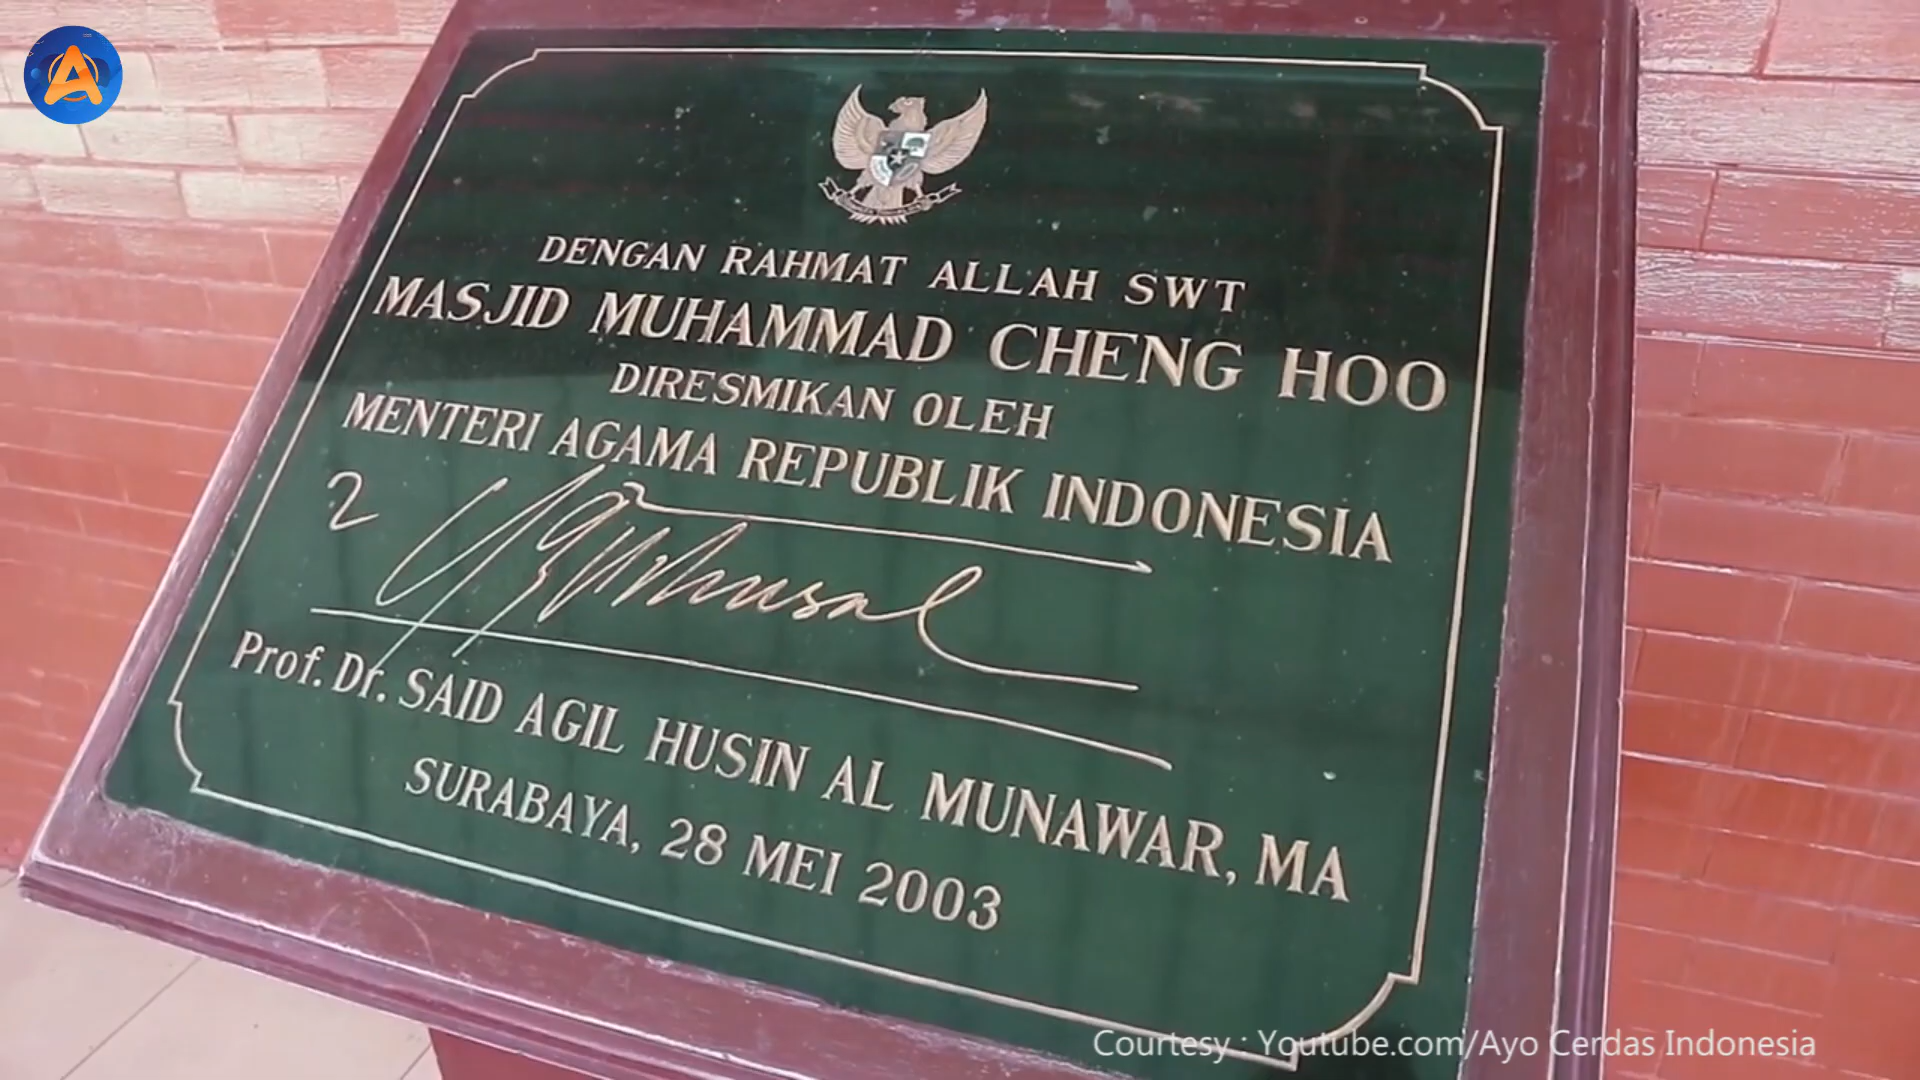 DENGAN RAHMAT ALLAH SWT
MASJID MUHAMMAD CHENG HOO
DIRESMIKAN OLEH
MENTERI AGAMA REPUBLIK INDONESIA
Prof. Dr. SAID AGIL HUSIN AL MUNAWAR, MA
SURABAYA, 28 MEI 2003
Courtesy : Youtube.com/Ayo Cerdas Indonesia